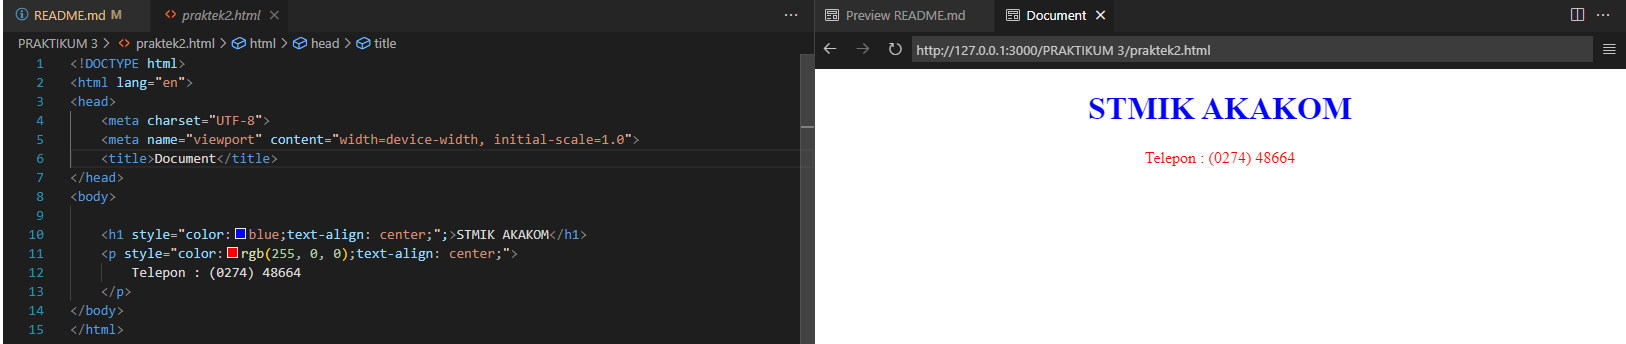 README.md M praktek2.html
PRAKTIKUM 3 > praktek2.html > html > head > title
1 <!DOCTYPE html>
2 <html lang="en">
3 <head>
4 <meta charset="UTF-8">
5 <meta name="viewport" content="width=device-width, initial-scale=1.0">
6 <title>Document</title>
7 </head>
8 <body>
9
10 <h1 style="color:blue;text-align: center;";>STMIK AKAKOM</h1>
11 <p style="color:rgb(255, 0, 0);text-align: center;">
12 Telepon : (0274) 48664
13 </p>
14 </body>
15 </html>
Preview README.md Document
http://127.0.0.1:3000/PRAKTIKUM 3/praktek2.html
STMIK AKAKOM
Telepon : (0274) 48664